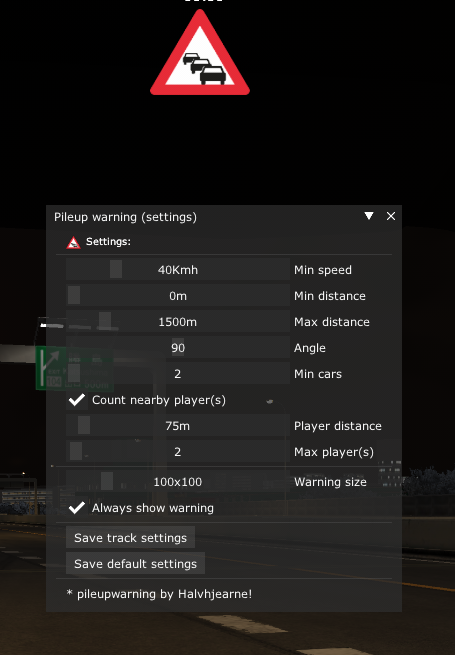 Pileup warning (settings)
Settings:
40Kmh Min speed
0m Min distance
1500m Max distance
90 Angle
2 Min cars
Count nearby player(s)
75m Player distance
2 Max player(s)
100x100 Warning size
Always show warning
Save track settings
Save default settings
* pileupwarning by Halvhjearne!